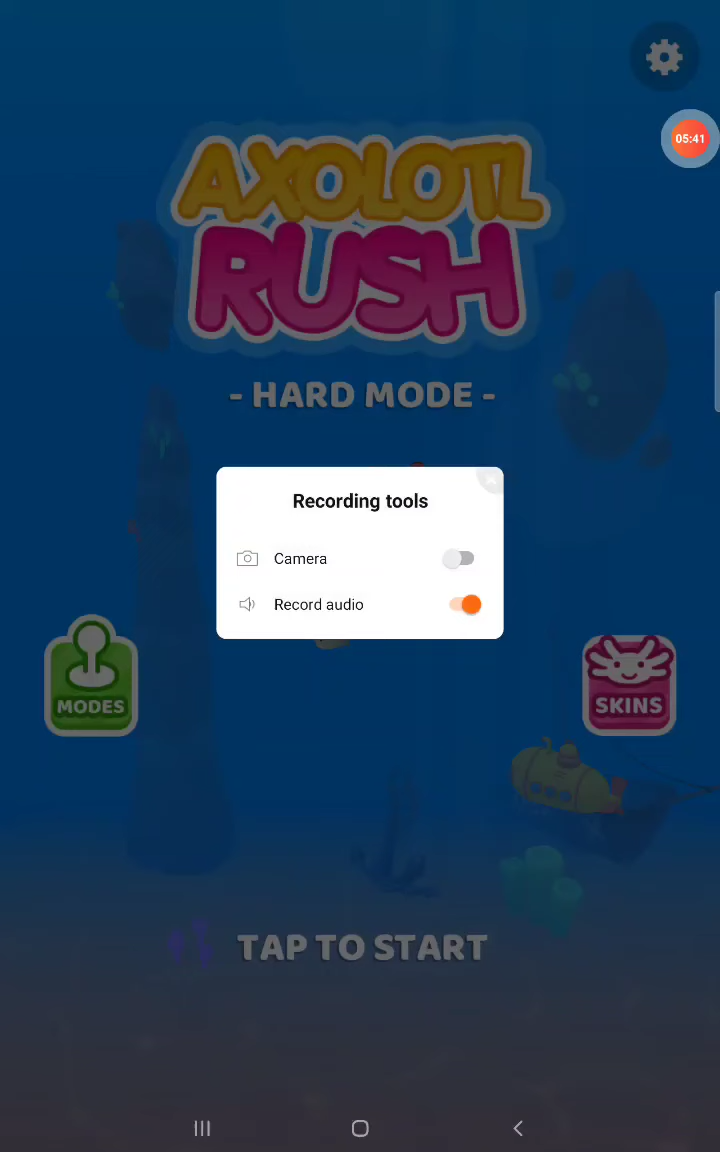 05:41
AXOLOTL
RUSH
- HARD MODE -
Recording tools
Camera
Record audio
MODES
SKINS
TAP TO START